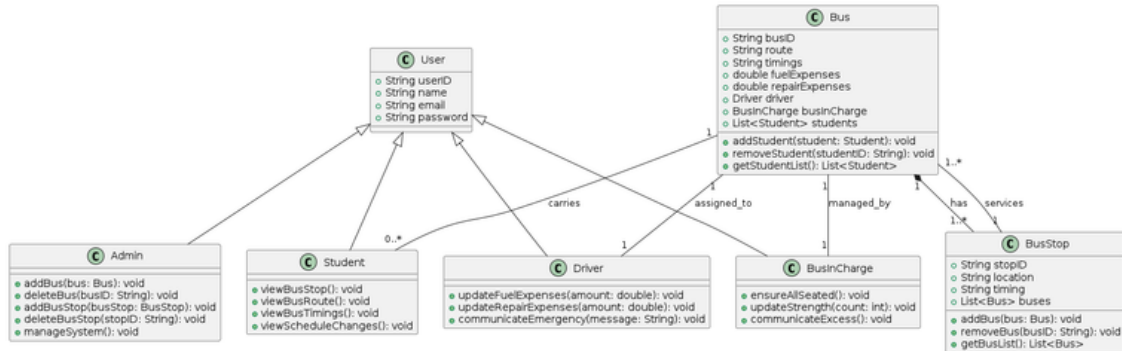 C Bus
String busID
String route
String timings
double fuelExpenses
double repairExpenses
Driver driver
BusInCharge busInCharge
List<Student> students
addStudent(student: Student): void
removeStudent(studentID: String): void
getStudentList(): List<Student>
C User
String userID
String name
String email
String password
1
1
1
1
1..*
carries
assigned_to
managed_by
has
services
0..*
1
1
1..*
1
C Admin
addBus(bus: Bus): void
deleteBus(busID: String): void
addBusStop(busStop: BusStop): void
deleteBusStop(stopID: String): void
manageSystem(): void
C Student
viewBusStop(): void
viewBusRoute(): void
viewBusTimings(): void
viewScheduleChanges(): void
C Driver
updateFuelExpenses(amount: double): void
updateRepairExpenses(amount: double): void
communicateEmergency(message: String): void
C BusInCharge
ensureAllSeated(): void
updateStrength(count: int): void
communicateExcess(): void
C BusStop
String stopID
String location
String timing
List<Bus> buses
addBus(bus: Bus): void
removeBus(busID: String): void
getBusList(): List<Bus>